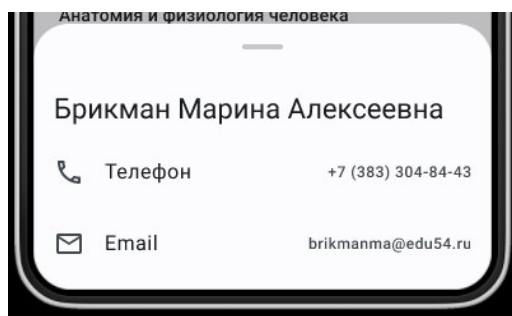 Анатомия и физиология человека
Брикман Марина Алексеевна
Телефон +7 (383) 304-84-43
Email brikmanma@edu54.ru